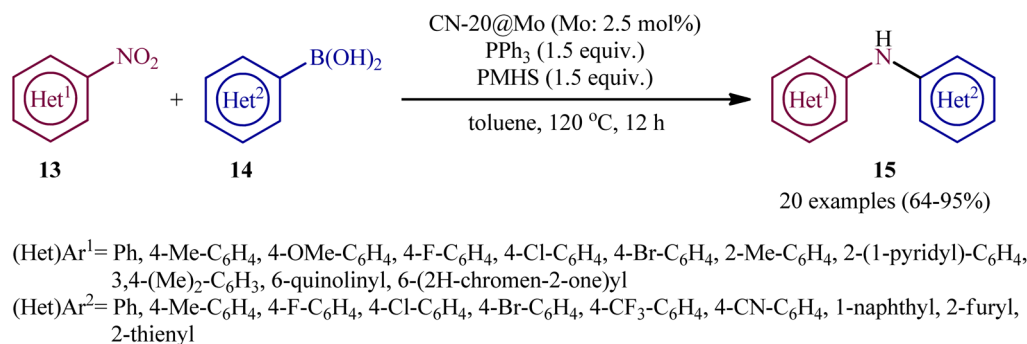 CN-20@Mo (Mo: 2.5 mol%)
PPh3 (1.5 equiv.)
PMHS (1.5 equiv.)
toluene, 120 °C, 12 h
NO2
Het1
13
+
B(OH)2
Het2
14
H
N
Het1
Het2
15
20 examples (64-95%)
(Het)Ar1= Ph, 4-Me-C6H4, 4-OMe-C6H4, 4-F-C6H4, 4-Cl-C6H4, 4-Br-C6H4, 2-Me-C6H4, 2-(1-pyridyl)-C6H4,
3,4-(Me)2-C6H3, 6-quinolinyl, 6-(2H-chromen-2-one)yl
(Het)Ar2= Ph, 4-Me-C6H4, 4-F-C6H4, 4-Cl-C6H4, 4-Br-C6H4, 4-CF3-C6H4, 4-CN-C6H4, 1-naphthyl, 2-furyl,
2-thienyl